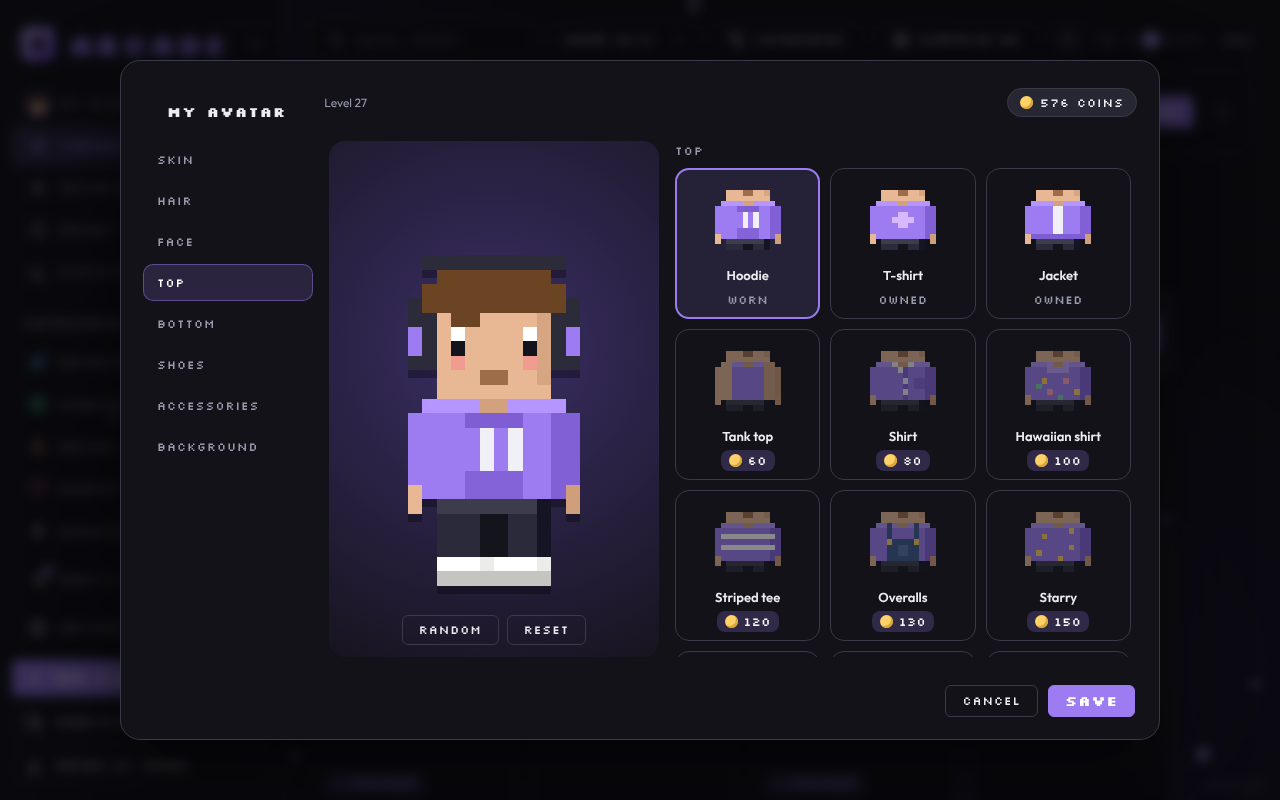 MY AVATAR
Level 27
576 COINS
SKIN
HAIR
FACE
TOP
BOTTOM
SHOES
ACCESSORIES
BACKGROUND
RANDOM
RESET
TOP
Hoodie
WORN
T-shirt
OWNED
Jacket
OWNED
Tank top
60
Shirt
80
Hawaiian shirt
100
Striped tee
120
Overalls
130
Starry
150
CANCEL
SAVE